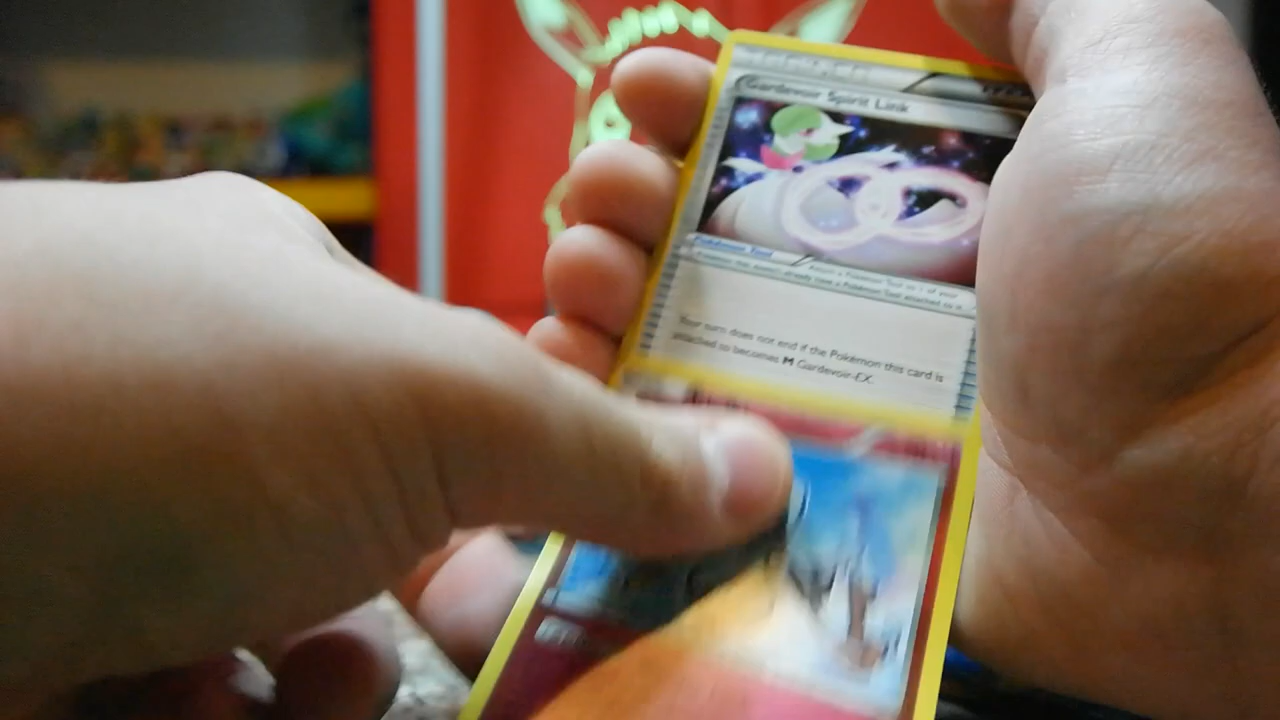 Gardevoir Spirit Link
Pokémon Tool
Attach a Pokémon Tool to 1 of your
Pokémon that doesn't already have a Pokémon Tool attached to it.
Your turn does not end if the Pokémon this card is
attached to becomes M Gardevoir-EX.